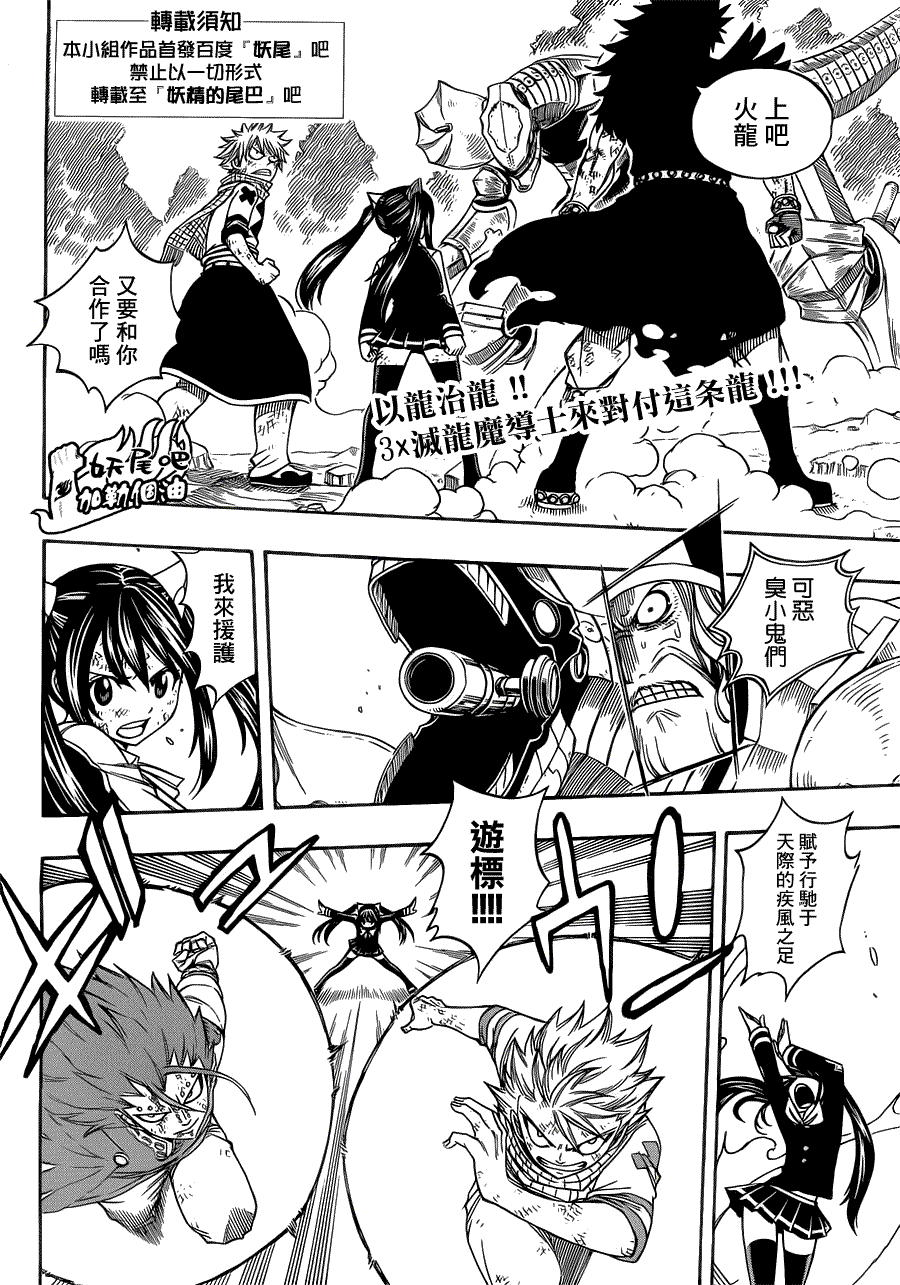 轉載須知
本小組作品首發百度『妖尾』吧
禁止以一切形式
轉載至『妖精的尾巴』吧
上吧
火龍
又要和你
合作了嗎
以龍治龍!!
3×滅龍魔導士來對付這条龍!!!
妖尾吧
加勒個油
可惡
臭小鬼們
我來援護
賦予行馳于
天際的疾風之足
遊標!!!!